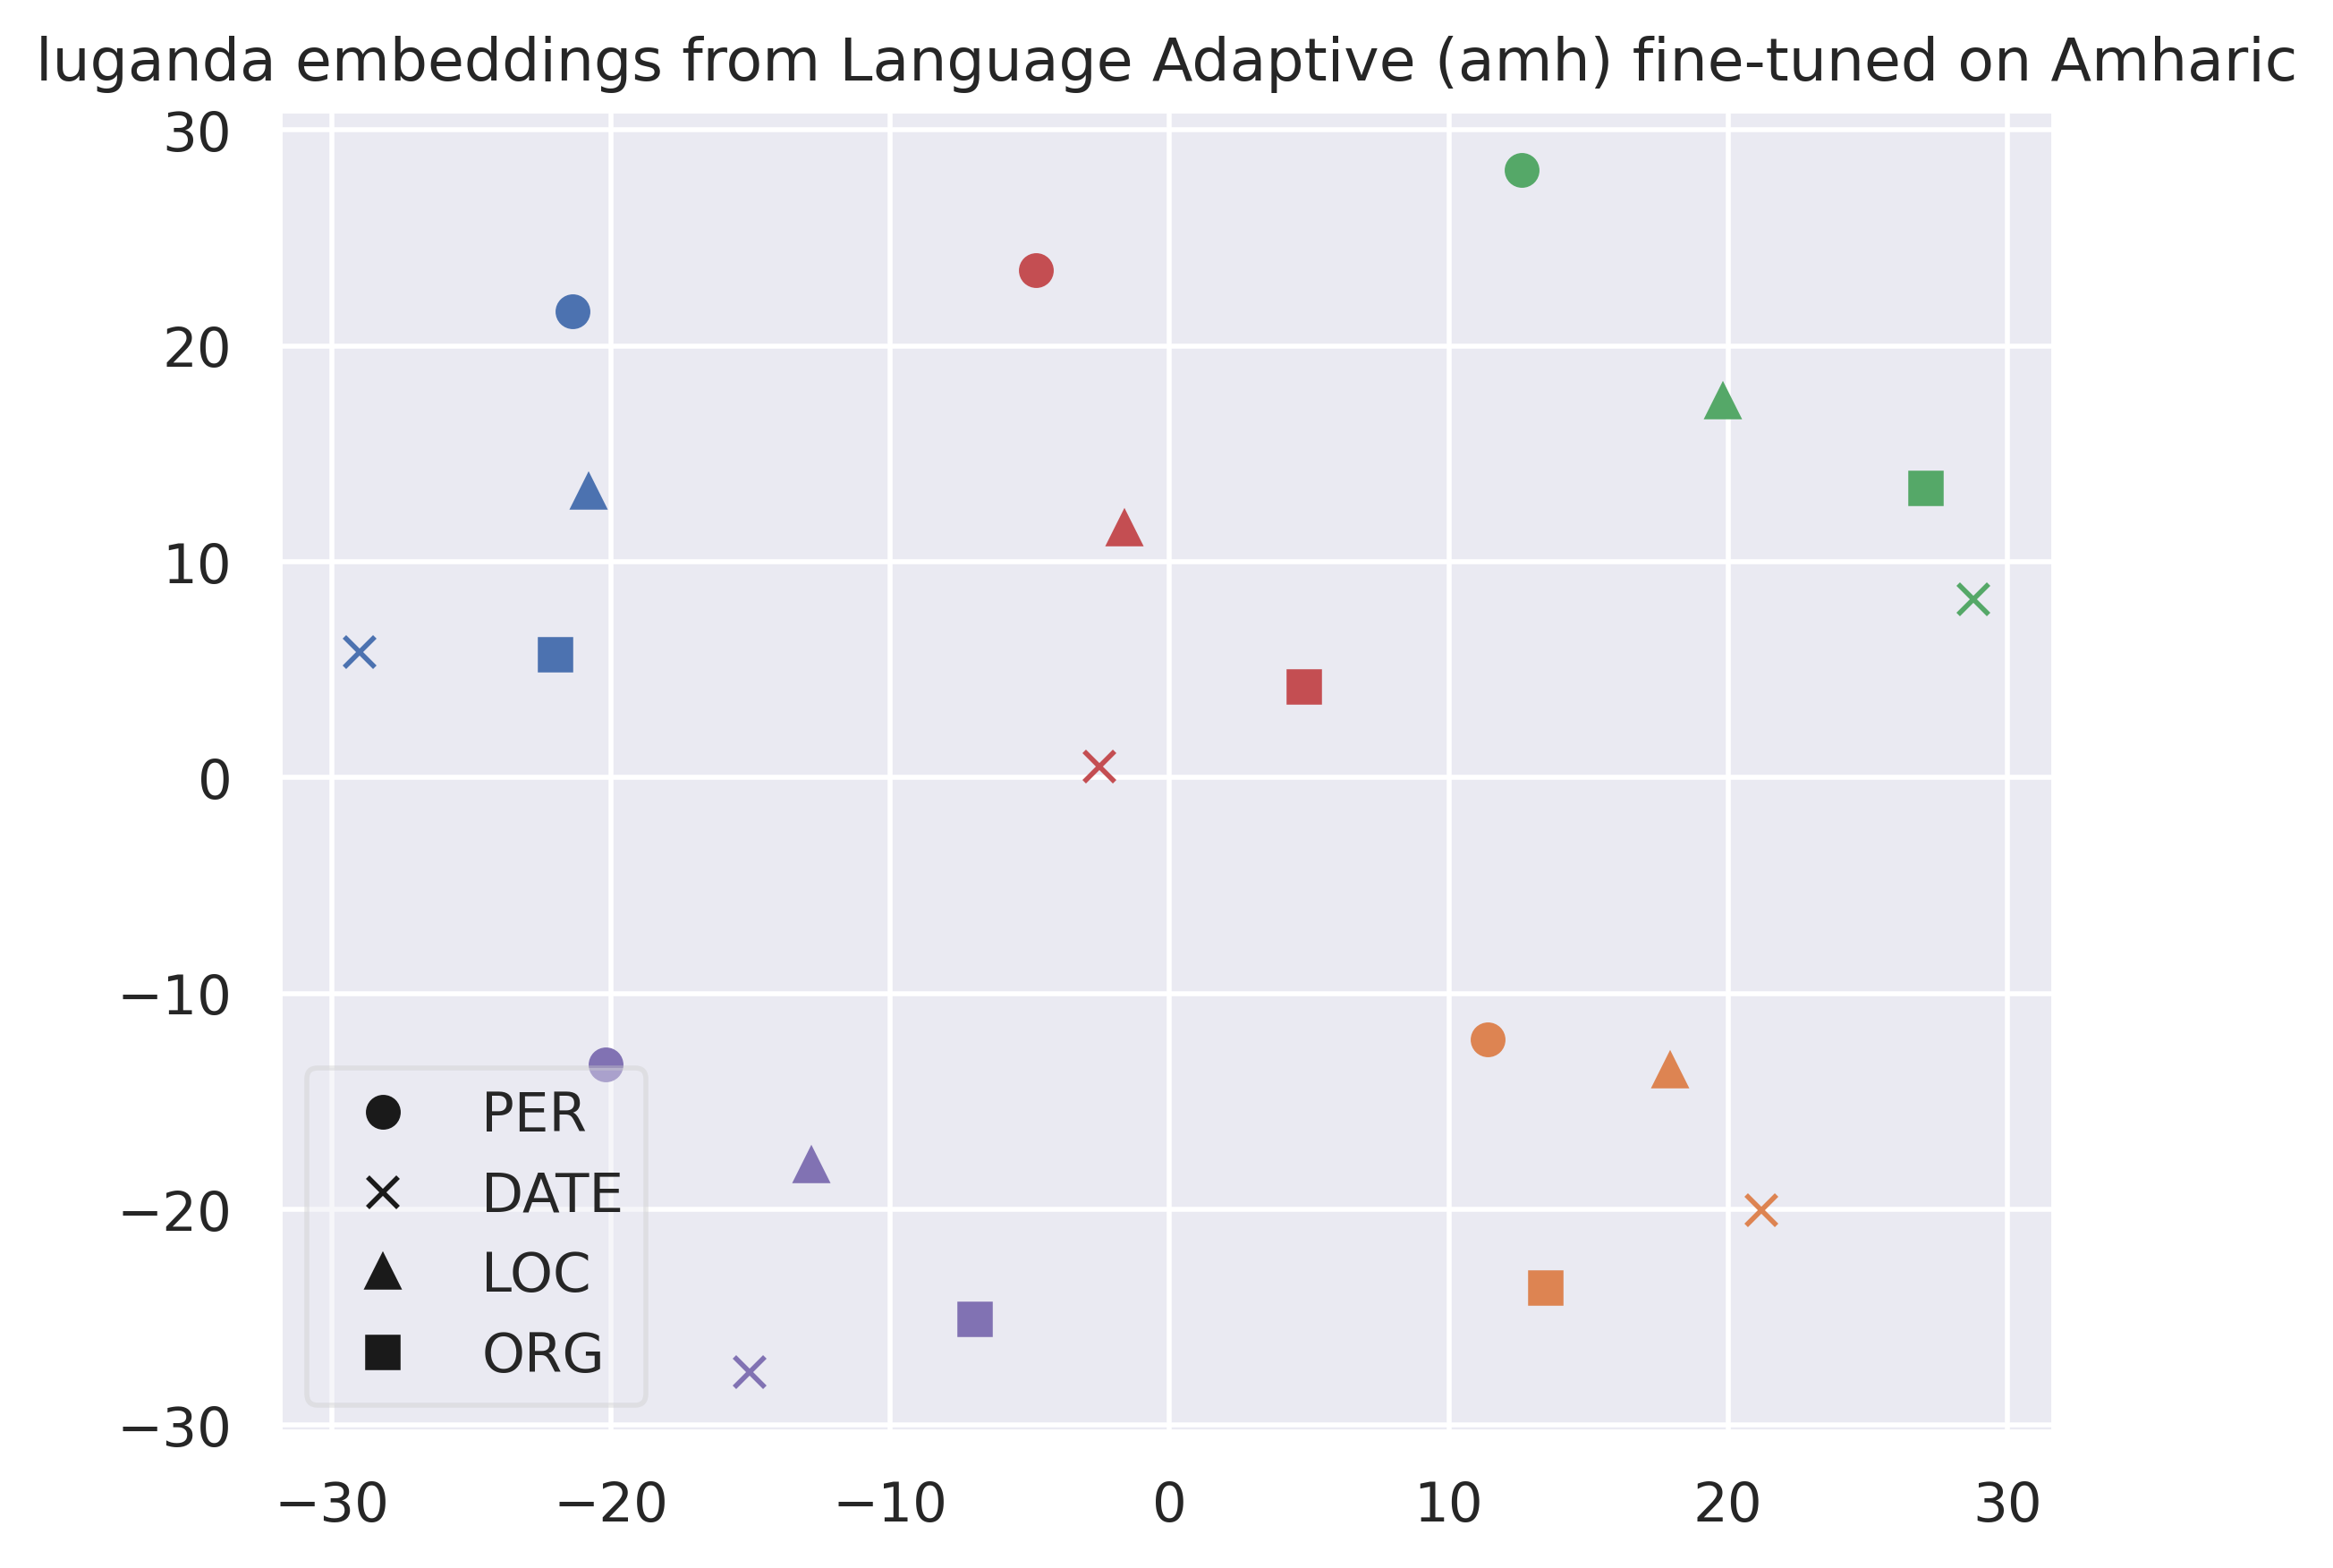 luganda embeddings from Language Adaptive (amh) fine-tuned on Amharic
30
20
10
0
−10
−20
−30
PER
DATE
LOC
ORG
−30 −20 −10 0 10 20 30